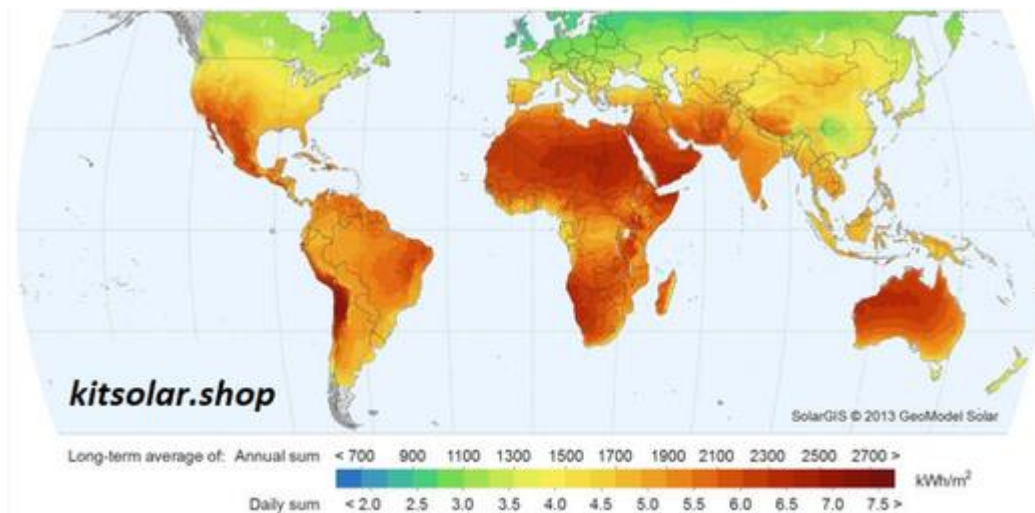 kitsolar.shop
SolarGIS © 2013 GeoModel Solar
Long-term average of: Annual sum < 700 900 1100 1300 1500 1700 1900 2100 2300 2500 2700 >
kWh/m²
Daily sum < 2.0 2.5 3.0 3.5 4.0 4.5 5.0 5.5 6.0 6.5 7.0 7.5 >